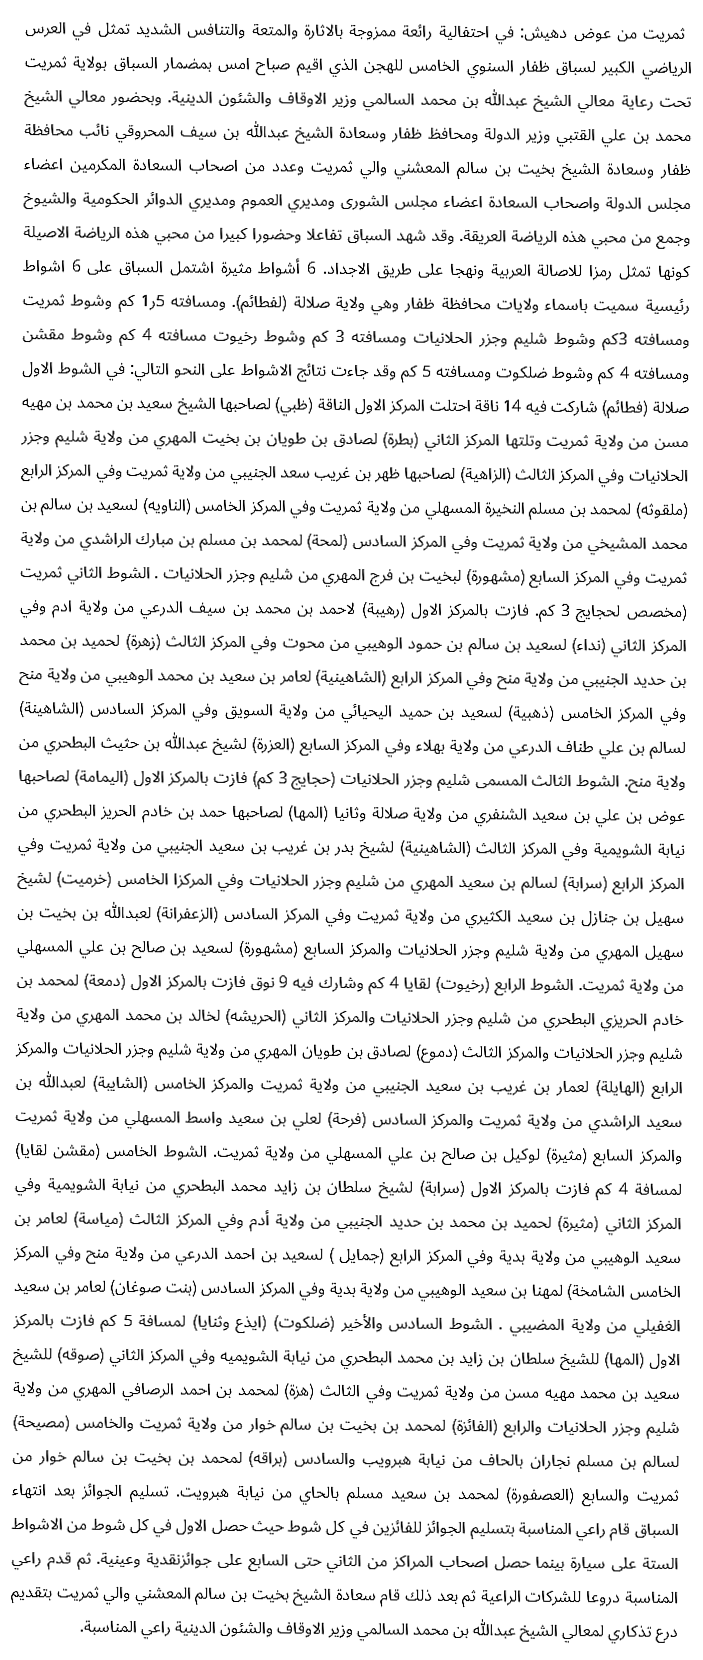 ثمريت من عوض دهيش: في احتفالية رائعة ممزوجة بالاثارة والمتعة والتنافس الشديد تمثل في العرس
الرياضي الكبير لسباق ظفار السنوي الخامس للهجن الذي اقيم صباح امس بمضمار السباق بولاية ثمريت
تحت رعاية معالي الشيخ عبدالله بن محمد السالمي وزير الاوقاف والشئون الدينية. وبحضور معالي الشيخ
محمد بن علي القتبي وزير الدولة ومحافظ ظفار وسعادة الشيخ عبدالله بن سيف المحروقي نائب محافظة
ظفار وسعادة الشيخ بخيت بن سالم المعشني والي ثمريت وعدد من اصحاب السعادة المكرمين اعضاء
مجلس الدولة واصحاب السعادة اعضاء مجلس الشورى ومديري العموم ومديري الدوائر الحكومية والشيوخ
وجمع من محبي هذه الرياضة العريقة. وقد شهد السباق تفاعلا وحضورا كبيرا من محبي هذه الرياضة الاصيلة
كونها تمثل رمزا للاصالة العربية ونهجا على طريق الاجداد. 6 أشواط مثيرة اشتمل السباق على 6 اشواط
رئيسية سميت باسماء ولايات محافظة ظفار وهي ولاية صلالة (لفطائم). ومسافته 5ر1 كم وشوط ثمريت
ومسافته 3كم وشوط شليم وجزر الحلانيات ومسافته 3 كم وشوط رخيوت مسافته 4 كم وشوط مقشن
ومسافته 4 كم وشوط ضلكوت ومسافته 5 كم وقد جاءت نتائج الاشواط على النحو التالي: في الشوط الاول
صلالة (فطائم) شاركت فيه 14 ناقة احتلت المركز الاول الناقة (ظبي) لصاحبها الشيخ سعيد بن محمد بن مهيه
مسن من ولاية ثمريت وتلتها المركز الثاني (بطرة) لصادق بن طويان بن بخيت المهري من ولاية شليم وجزر
الحلانيات وفي المركز الثالث (الزاهية) لصاحبها ظهر بن غريب سعد الجنيبي من ولاية ثمريت وفي المركز الرابع
(ملقوثه) لمحمد بن مسلم النخيرة المسهلي من ولاية ثمريت وفي المركز الخامس (الناويه) لسعيد بن سالم بن
محمد المشيخي من ولاية ثمريت وفي المركز السادس (لمحة) لمحمد بن مسلم بن مبارك الراشدي من ولاية
ثمريت وفي المركز السابع (مشهورة) لبخيت بن فرج المهري من شليم وجزر الحلانيات . الشوط الثاني ثمريت
(مخصص لحجايج 3 كم. فازت بالمركز الاول (رهيبة) لاحمد بن محمد بن سيف الدرعي من ولاية ادم وفي
المركز الثاني (نداء) لسعيد بن سالم بن حمود الوهيبي من محوت وفي المركز الثالث (زهرة) لحميد بن محمد
بن حديد الجنيبي من ولاية منح وفي المركز الرابع (الشاهينية) لعامر بن سعيد بن محمد الوهيبي من ولاية منح
وفي المركز الخامس (ذهبية) لسعيد بن حميد اليحيائي من ولاية السويق وفي المركز السادس (الشاهينة)
لسالم بن علي طناف الدرعي من ولاية بهلاء وفي المركز السابع (العزرة) لشيخ عبدالله بن حثيث البطحري من
ولاية منح. الشوط الثالث المسمى شليم وجزر الحلانيات (حجايج 3 كم) فازت بالمركز الاول (اليمامة) لصاحبها
عوض بن علي بن سعيد الشنفري من ولاية صلالة وثانيا (المها) لصاحبها حمد بن خادم الحريز البطحري من
نيابة الشويمية وفي المركز الثالث (الشاهينية) لشيخ بدر بن غريب بن سعيد الجنيبي من ولاية ثمريت وفي
المركز الرابع (سرابة) لسالم بن سعيد المهري من شليم وجزر الحلانيات وفي المركزا الخامس (خرميت) لشيخ
سهيل بن جنازل بن سعيد الكثيري من ولاية ثمريت وفي المركز السادس (الزعفرانة) لعبدالله بن بخيت بن
سهيل المهري من ولاية شليم وجزر الحلانيات والمركز السابع (مشهورة) لسعيد بن صالح بن علي المسهلي
من ولاية ثمريت. الشوط الرابع (رخيوت) لقايا 4 كم وشارك فيه 9 نوق فازت بالمركز الاول (دمعة) لمحمد بن
خادم الحريزي البطحري من شليم وجزر الحلانيات والمركز الثاني (الحريشه) لخالد بن محمد المهري من ولاية
شليم وجزر الحلانيات والمركز الثالث (دموع) لصادق بن طويان المهري من ولاية شليم وجزر الحلانيات والمركز
الرابع (الهايلة) لعمار بن غريب بن سعيد الجنيبي من ولاية ثمريت والمركز الخامس (الشايبة) لعبدالله بن
سعيد الراشدي من ولاية ثمريت والمركز السادس (فرحة) لعلي بن سعيد واسط المسهلي من ولاية ثمريت
والمركز السابع (مثيرة) لوكيل بن صالح بن علي المسهلي من ولاية ثمريت. الشوط الخامس (مقشن لقايا)
لمسافة 4 كم فازت بالمركز الاول (سرابة) لشيخ سلطان بن زايد محمد البطحري من نيابة الشويمية وفي
المركز الثاني (مثيرة) لحميد بن محمد بن حديد الجنيبي من ولاية أدم وفي المركز الثالث (مياسة) لعامر بن
سعيد الوهيبي من ولاية بدية وفي المركز الرابع (جمايل ) لسعيد بن احمد الدرعي من ولاية منح وفي المركز
الخامس الشامخة) لمهنا بن سعيد الوهيبي من ولاية بدية وفي المركز السادس (بنت صوغان) لعامر بن سعيد
الغفيلي من ولاية المضيبي . الشوط السادس والأخير (ضلكوت) (ايذع وثنايا) لمسافة 5 كم فازت بالمركز
الاول (المها) للشيخ سلطان بن زايد بن محمد البطحري من نيابة الشويميه وفي المركز الثاني (صوقه) للشيخ
سعيد بن محمد مهيه مسن من ولاية ثمريت وفي الثالث (هزة) لمحمد بن احمد الرصافي المهري من ولاية
شليم وجزر الحلانيات والرابع (الفائزة) لمحمد بن بخيت بن سالم خوار من ولاية ثمريت والخامس (مصيحة)
لسالم بن مسلم نجاران بالحاف من نيابة هيرويب والسادس (براقه) لمحمد بن بخيت بن سالم خوار من
ثمريت والسابع (العصفورة) لمحمد بن سعيد مسلم بالحاي من نيابة هبرويت. تسليم الجوائز بعد انتهاء
السباق قام راعي المناسبة بتسليم الجوائز للفائزين في كل شوط حيث حصل الاول في كل شوط من الاشواط
الستة على سيارة بينما حصل اصحاب المراكز من الثاني حتى السابع على جوائزنقدية وعينية. ثم قدم راعي
المناسبة دروعا للشركات الراعية ثم بعد ذلك قام سعادة الشيخ بخيت بن سالم المعشني والي ثمريت بتقديم
درع تذكاري لمعالي الشيخ عبدالله بن محمد السالمي وزير الاوقاف والشئون الدينية راعي المناسبة.